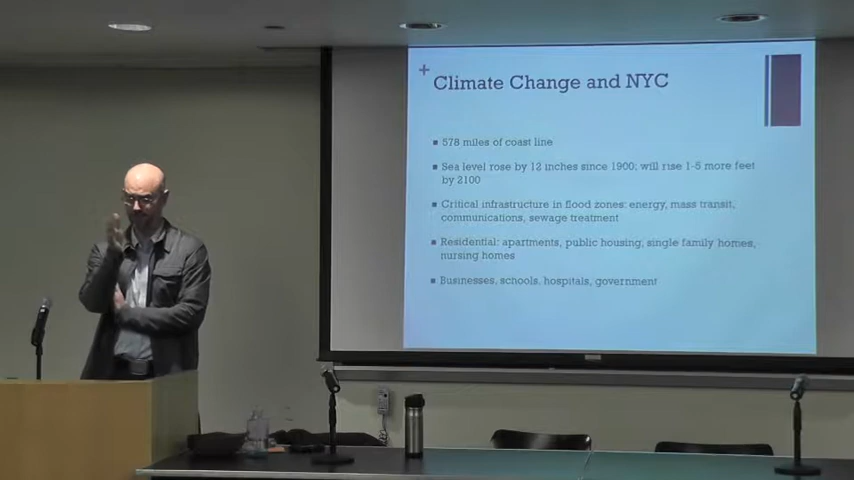 +
Climate Change and NYC
578 miles of coast line
Sea level rose by 12 inches since 1900; will rise 1-5 more feet
by 2100
Critical infrastructure in flood zones: energy, mass transit,
communications, sewage treatment
Residential: apartments, public housing, single family homes,
nursing homes
Businesses, schools, hospitals, government